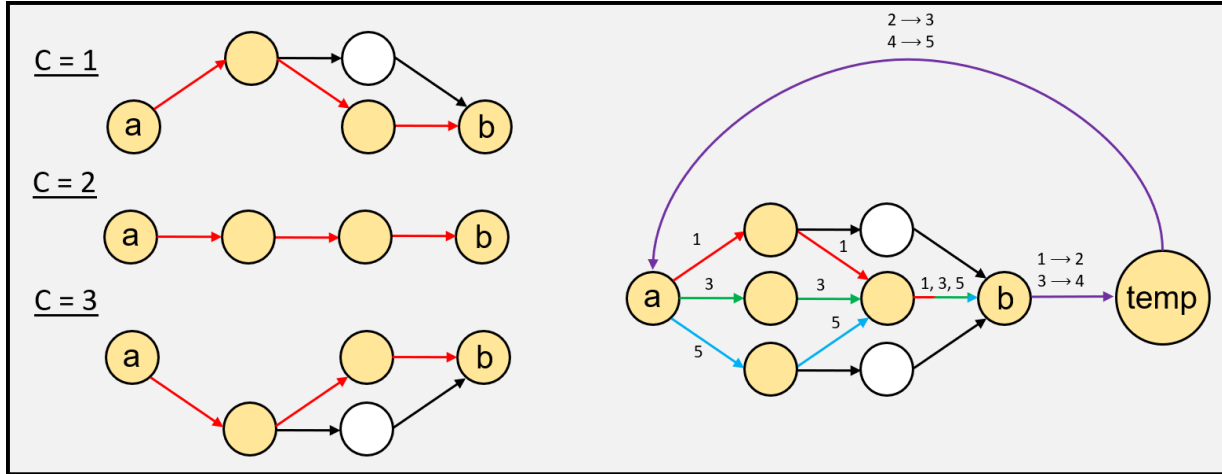 C = 1
a
b
C = 2
a
b
C = 3
a
b
2 → 3
4 → 5
1
1
3
3
1, 3, 5
5
5
a
b
1 → 2
3 → 4
temp